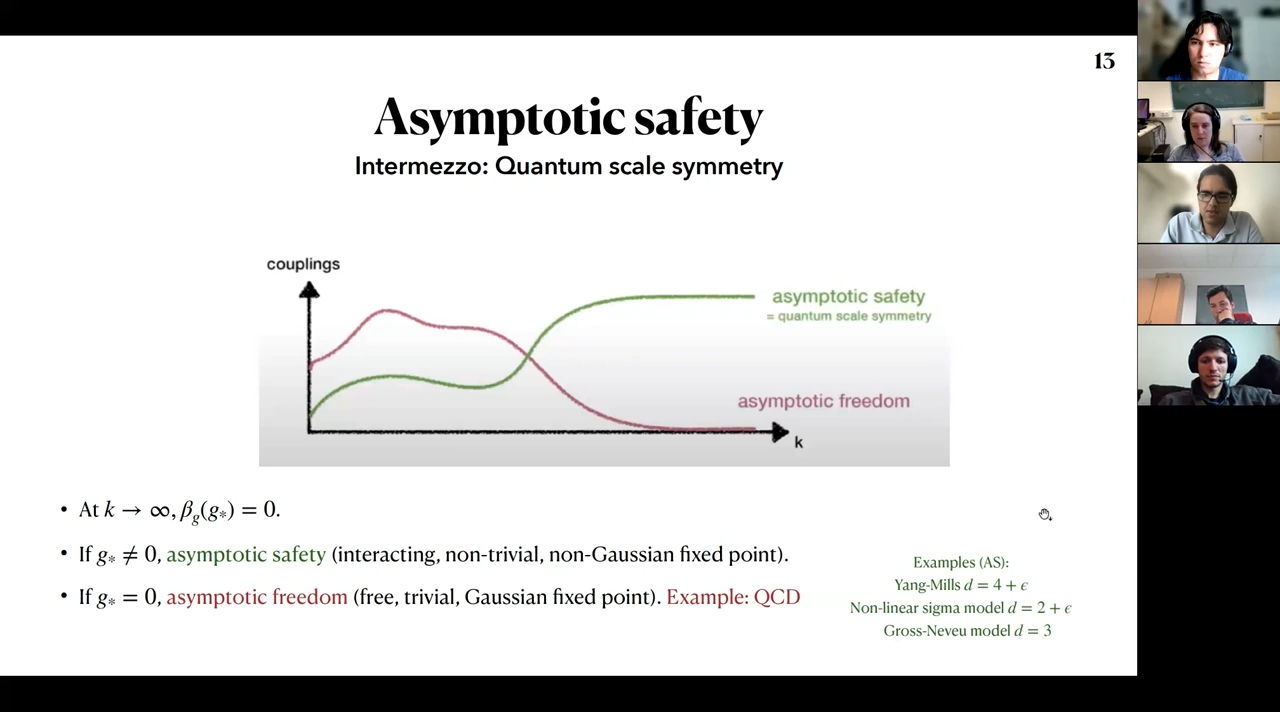 13
Asymptotic safety
Intermezzo: Quantum scale symmetry
couplings
asymptotic safety
= quantum scale symmetry
asymptotic freedom
k
• At k → ∞, β_g(g_*) = 0.
• If g_* ≠ 0, asymptotic safety (interacting, non-trivial, non-Gaussian fixed point).
• If g_* = 0, asymptotic freedom (free, trivial, Gaussian fixed point). Example: QCD
Examples (AS):
Yang-Mills d = 4 + ϵ
Non-linear sigma model d = 2 + ϵ
Gross-Neveu model d = 3